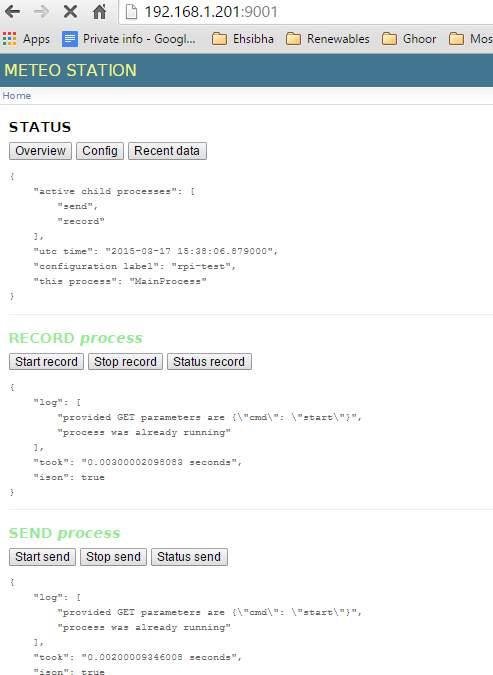 192.168.1.201:9001
Apps Private info - Googl... Ehsibha Renewables Ghoor Mos
METEO STATION
Home
STATUS
Overview Config Recent data
{
"active child processes": [
"send",
"record"
],
"utc time": "2015-03-17 15:38:06.879000",
"configuration label": "rpi-test",
"this process": "MainProcess"
}
RECORD process
Start record Stop record Status record
{
"log": [
"provided GET parameters are {\"cmd\": \"start\"}",
"process was already running"
],
"took": "0.00300002098083 seconds",
"ison": true
}
SEND process
Start send Stop send Status send
{
"log": [
"provided GET parameters are {\"cmd\": \"start\"}",
"process was already running"
],
"took": "0.00200009346008 seconds",
"ison": true